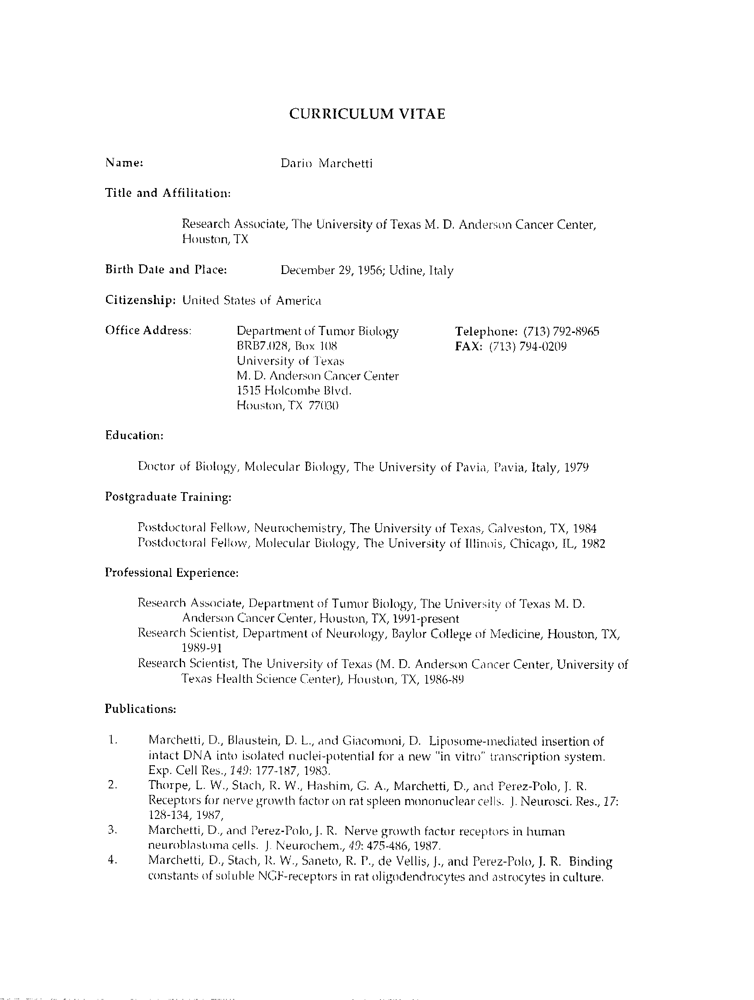 CURRICULUM VITAE
Name: Dario Marchetti
Title and Affilitation:
Research Associate, The University of Texas M. D. Anderson Cancer Center,
Houston, TX
Birth Date and Place: December 29, 1956; Udine, Italy
Citizenship: United States of America
Office Address: Department of Tumor Biology Telephone: (713) 792-8965
BRB7.028, Box 108 FAX: (713) 794-0209
University of Texas
M. D. Anderson Cancer Center
1515 Holcombe Blvd.
Houston, TX 77030
Education:
Doctor of Biology, Molecular Biology, The University of Pavia, Pavia, Italy, 1979
Postgraduate Training:
Postdoctoral Fellow, Neurochemistry, The University of Texas, Galveston, TX, 1984
Postdoctoral Fellow, Molecular Biology, The University of Illinois, Chicago, IL, 1982
Professional Experience:
Research Associate, Department of Tumor Biology, The University of Texas M. D.
Anderson Cancer Center, Houston, TX, 1991-present
Research Scientist, Department of Neurology, Baylor College of Medicine, Houston, TX,
1989-91
Research Scientist, The University of Texas (M. D. Anderson Cancer Center, University of
Texas Health Science Center), Houston, TX, 1986-89
Publications:
1. Marchetti, D., Blaustein, D. L., and Giacomoni, D. Liposome-mediated insertion of
intact DNA into isolated nuclei-potential for a new "in vitro" transcription system.
Exp. Cell Res., 149: 177-187, 1983.
2. Thorpe, L. W., Stach, R. W., Hashim, G. A., Marchetti, D., and Perez-Polo, J. R.
Receptors for nerve growth factor on rat spleen mononuclear cells. J. Neurosci. Res., 17:
128-134, 1987,
3. Marchetti, D., and Perez-Polo, J. R. Nerve growth factor receptors in human
neuroblastoma cells. J. Neurochem., 49: 475-486, 1987.
4. Marchetti, D., Stach, R. W., Saneto, R. P., de Vellis, J., and Perez-Polo, J. R. Binding
constants of soluble NGF-receptors in rat oligodendrocytes and astrocytes in culture.